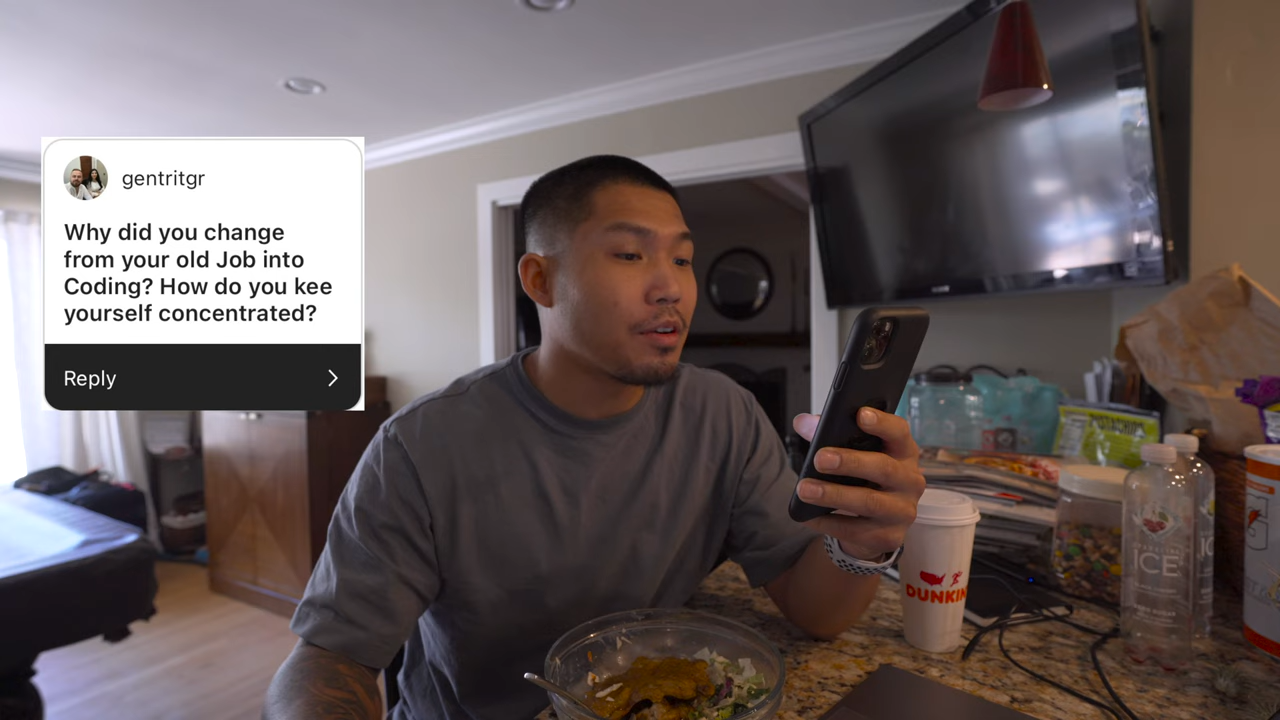 gentritgr
Why did you change
from your old Job into
Coding? How do you kee
yourself concentrated?
Reply
PISTACHIOS
DUNKIN
ICE